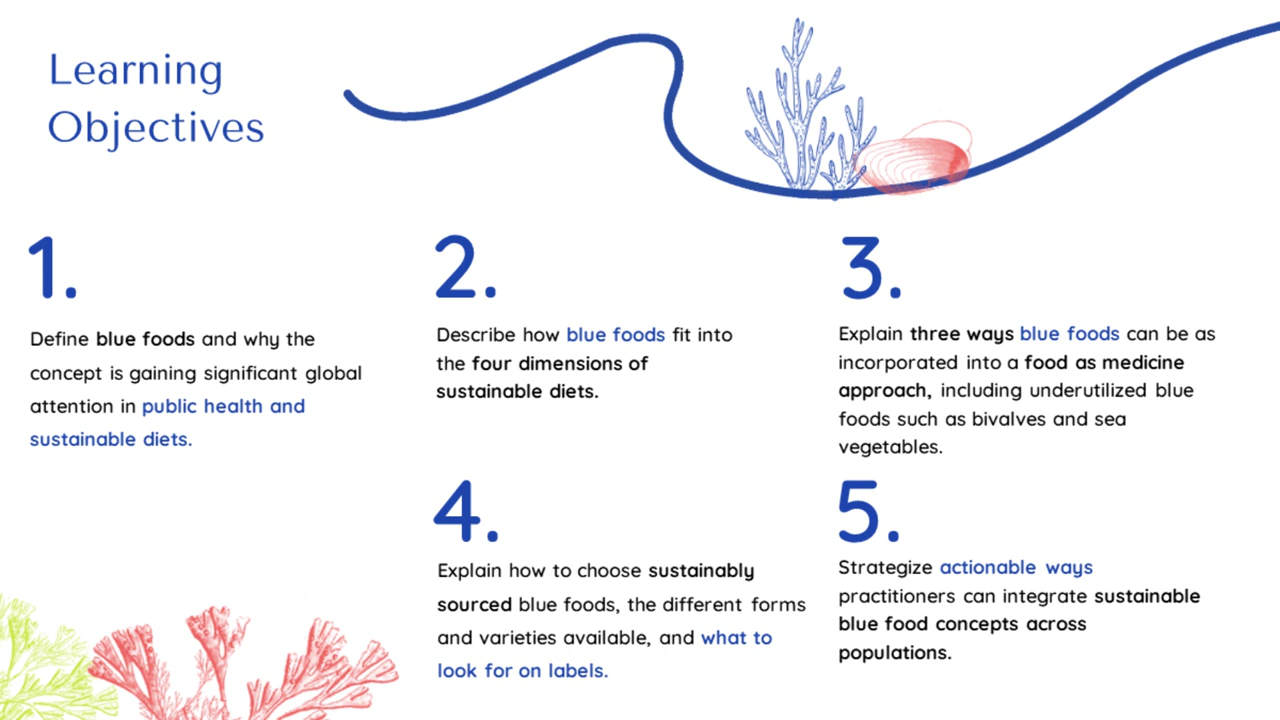 Learning
Objectives
1.
Define blue foods and why the
concept is gaining significant global
attention in public health and
sustainable diets.
2.
Describe how blue foods fit into
the four dimensions of
sustainable diets.
3.
Explain three ways blue foods can be as
incorporated into a food as medicine
approach, including underutilized blue
foods such as bivalves and sea
vegetables.
4.
Explain how to choose sustainably
sourced blue foods, the different forms
and varieties available, and what to
look for on labels.
5.
Strategize actionable ways
practitioners can integrate sustainable
blue food concepts across
populations.